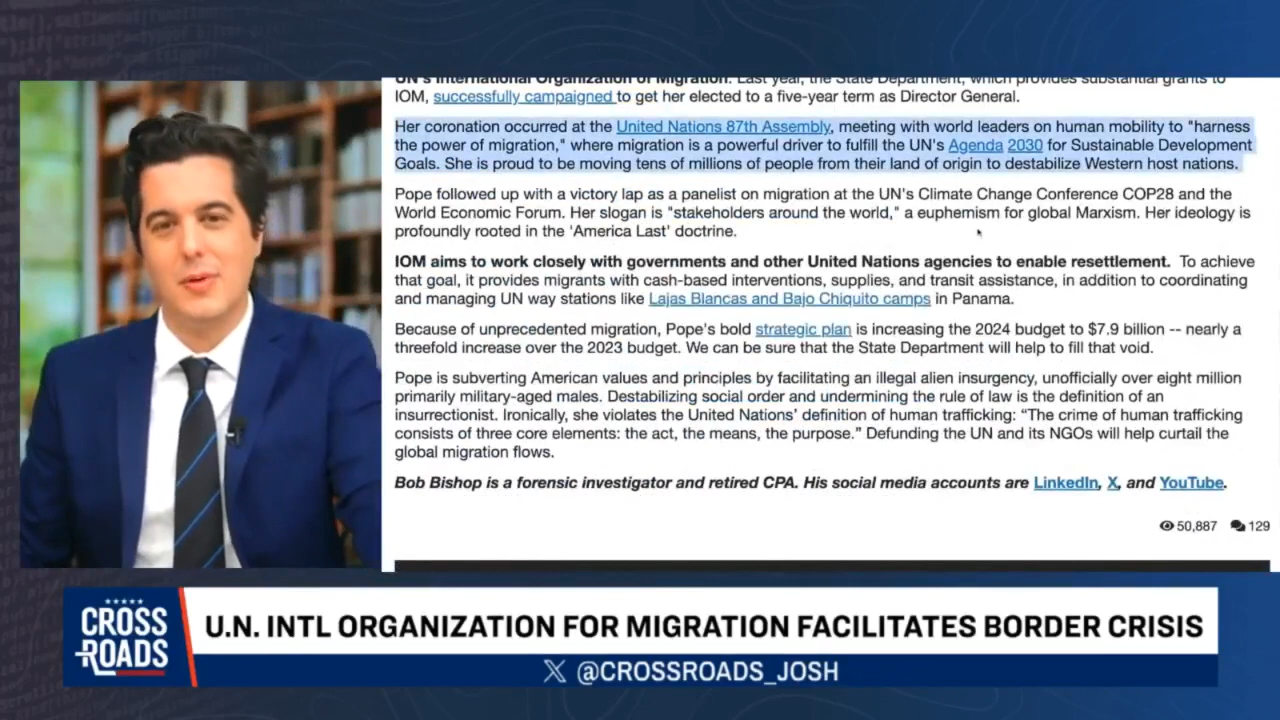 UN's International Organization of Migration. Last year, the State Department, which provides substantial grants to
IOM, successfully campaigned to get her elected to a five-year term as Director General.
Her coronation occurred at the United Nations 87th Assembly, meeting with world leaders on human mobility to "harness
the power of migration," where migration is a powerful driver to fulfill the UN's Agenda 2030 for Sustainable Development
Goals. She is proud to be moving tens of millions of people from their land of origin to destabilize Western host nations.
Pope followed up with a victory lap as a panelist on migration at the UN's Climate Change Conference COP28 and the
World Economic Forum. Her slogan is "stakeholders around the world," a euphemism for global Marxism. Her ideology is
profoundly rooted in the 'America Last' doctrine.
IOM aims to work closely with governments and other United Nations agencies to enable resettlement. To achieve
that goal, it provides migrants with cash-based interventions, supplies, and transit assistance, in addition to coordinating
and managing UN way stations like Lajas Blancas and Bajo Chiquito camps in Panama.
Because of unprecedented migration, Pope's bold strategic plan is increasing the 2024 budget to $7.9 billion -- nearly a
threefold increase over the 2023 budget. We can be sure that the State Department will help to fill that void.
Pope is subverting American values and principles by facilitating an illegal alien insurgency, unofficially over eight million
primarily military-aged males. Destabilizing social order and undermining the rule of law is the definition of an
insurrectionist. Ironically, she violates the United Nations' definition of human trafficking: “The crime of human trafficking
consists of three core elements: the act, the means, the purpose.” Defunding the UN and its NGOs will help curtail the
global migration flows.
Bob Bishop is a forensic investigator and retired CPA. His social media accounts are LinkedIn, X, and YouTube.
50,887 129
CROSS
ROADS
U.N. INTL ORGANIZATION FOR MIGRATION FACILITATES BORDER CRISIS
X @CROSSROADS_JOSH